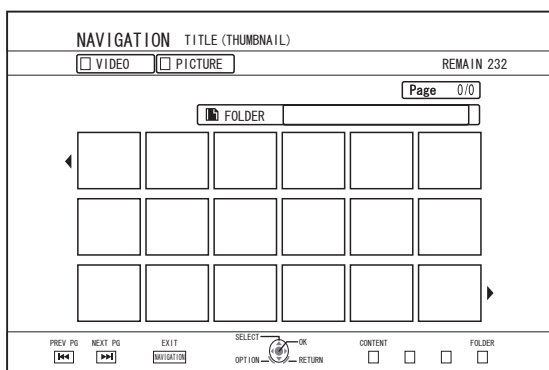 NAVIGATION TITLE (THUMBNAIL)
VIDEO PICTURE REMAIN 232
Page 0/0
FOLDER
PREV PG NEXT PG EXIT SELECT OK CONTENT FOLDER
NAVIGATION OPTION RETURN